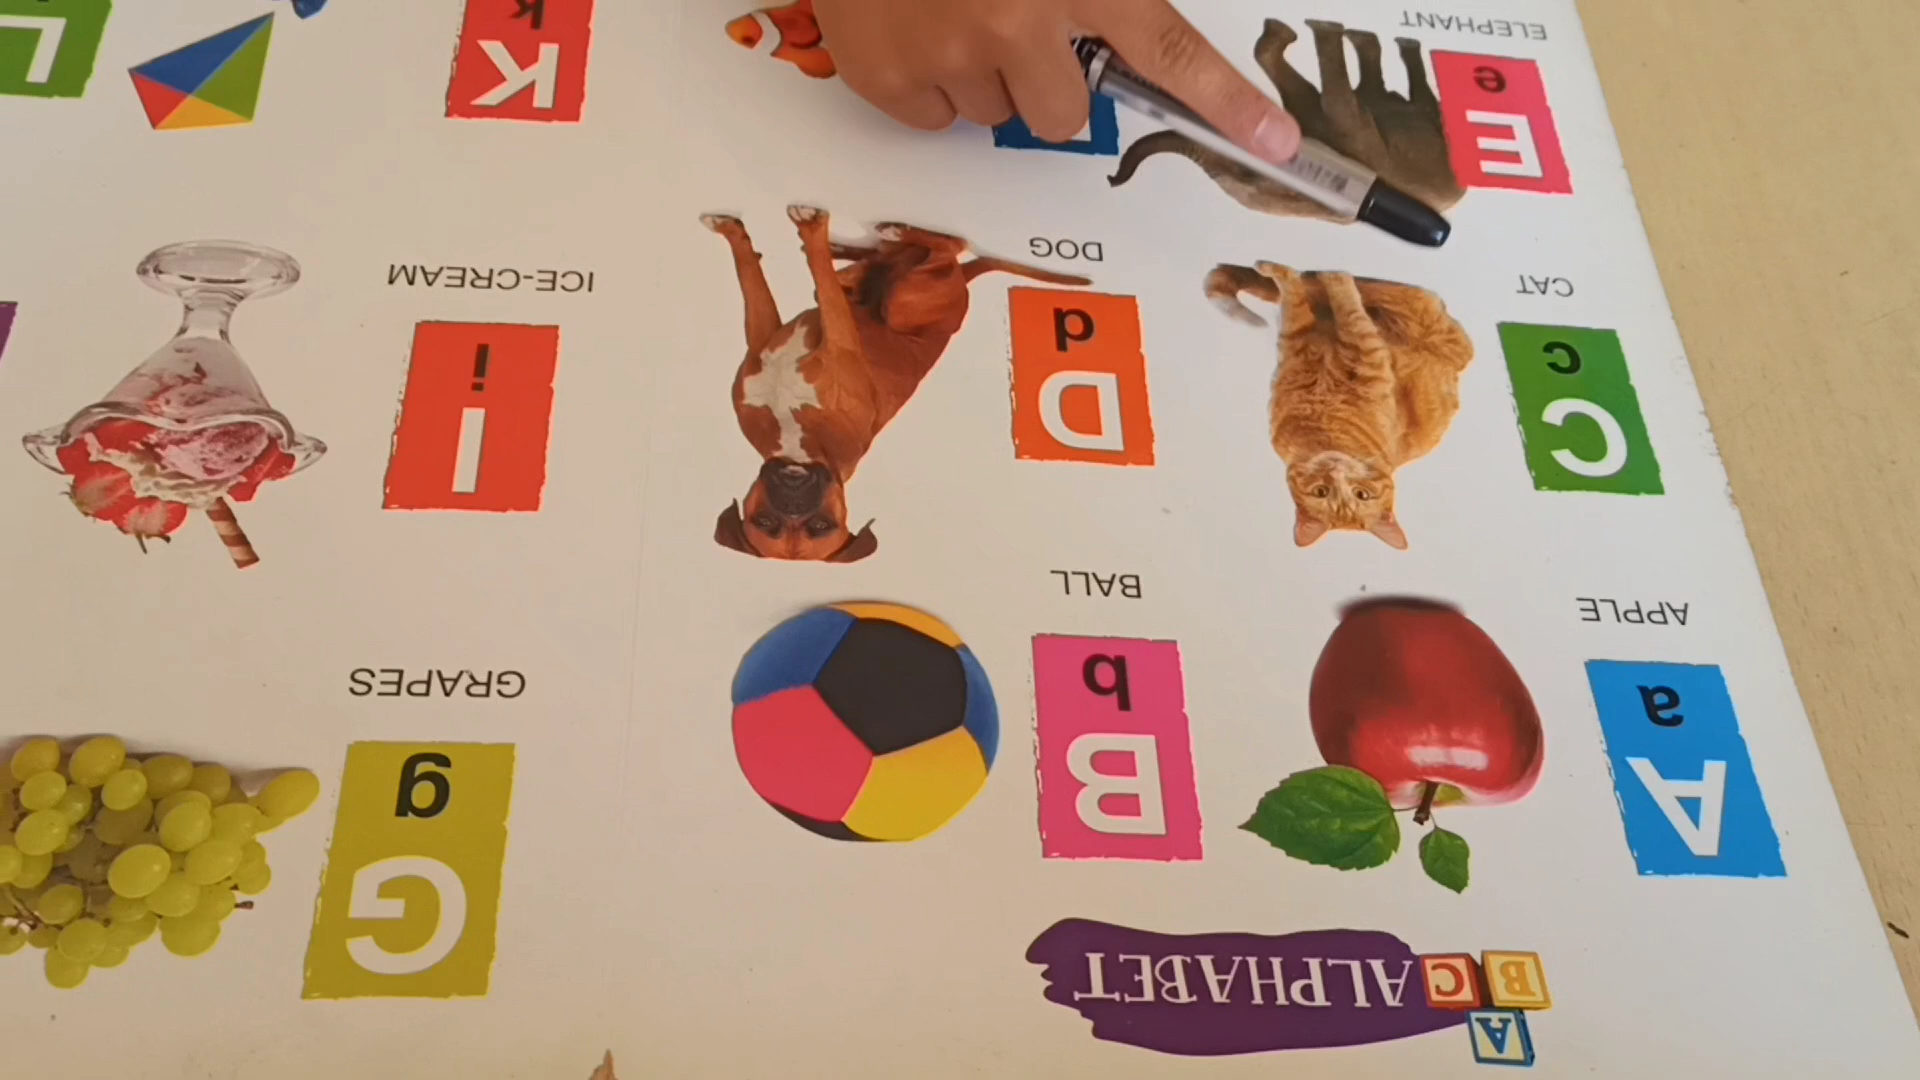 A B C ALPHABET
A a
APPLE
B b
BALL
G g
GRAPES
C c
CAT
D d
DOG
I i
ICE-CREAM
E e
ELEPHANT
K k
L